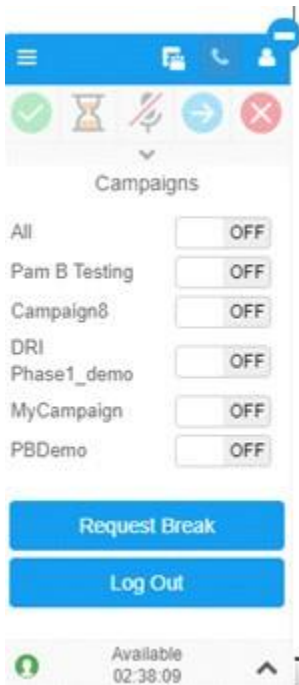 Campaigns
All OFF
Pam B Testing OFF
Campaign8 OFF
DRI
Phase1_demo OFF
MyCampaign OFF
PBDemo OFF
Request Break
Log Out
Available
02:38:09